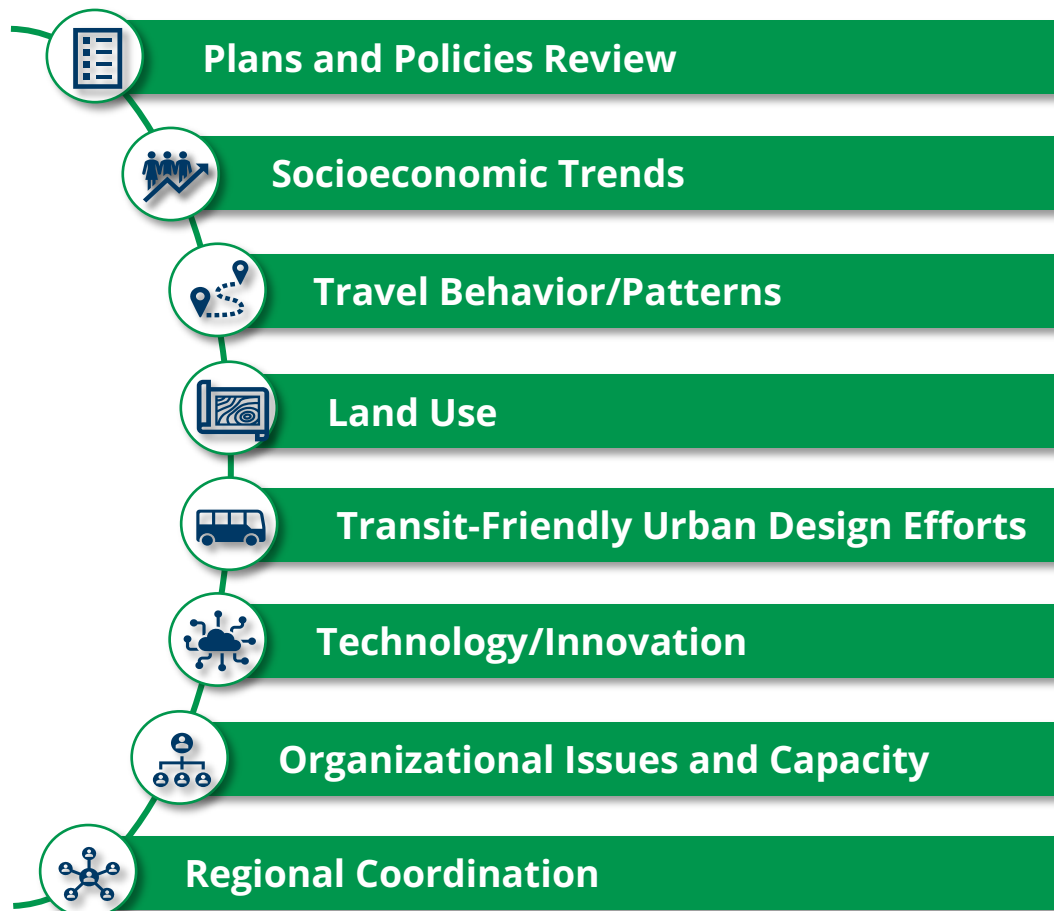 Plans and Policies Review
Socioeconomic Trends
Travel Behavior/Patterns
Land Use
Transit-Friendly Urban Design Efforts
Technology/Innovation
Organizational Issues and Capacity
Regional Coordination